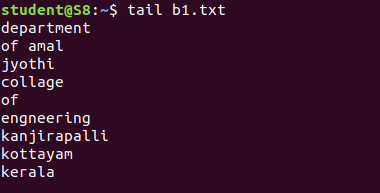 student@S8:~$ tail b1.txt
department
of amal
jyothi
collage
of
engneering
kanjirapalli
kottayam
kerala